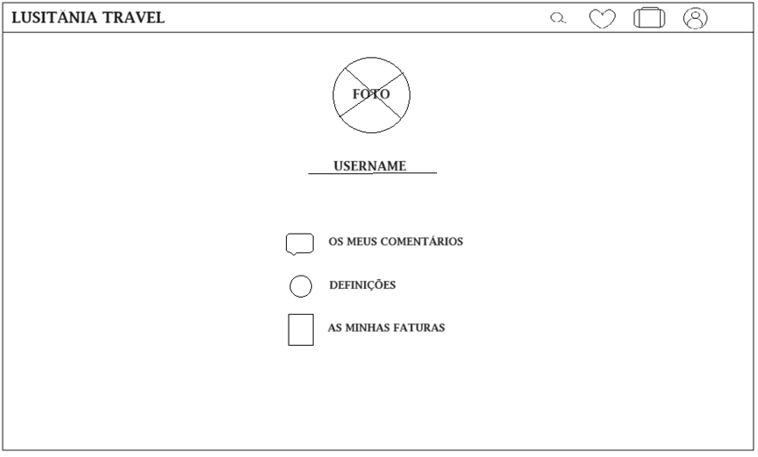 LUSITÂNIA TRAVEL
FOTO
USERNAME
OS MEUS COMENTÁRIOS
DEFINIÇÕES
AS MINHAS FATURAS